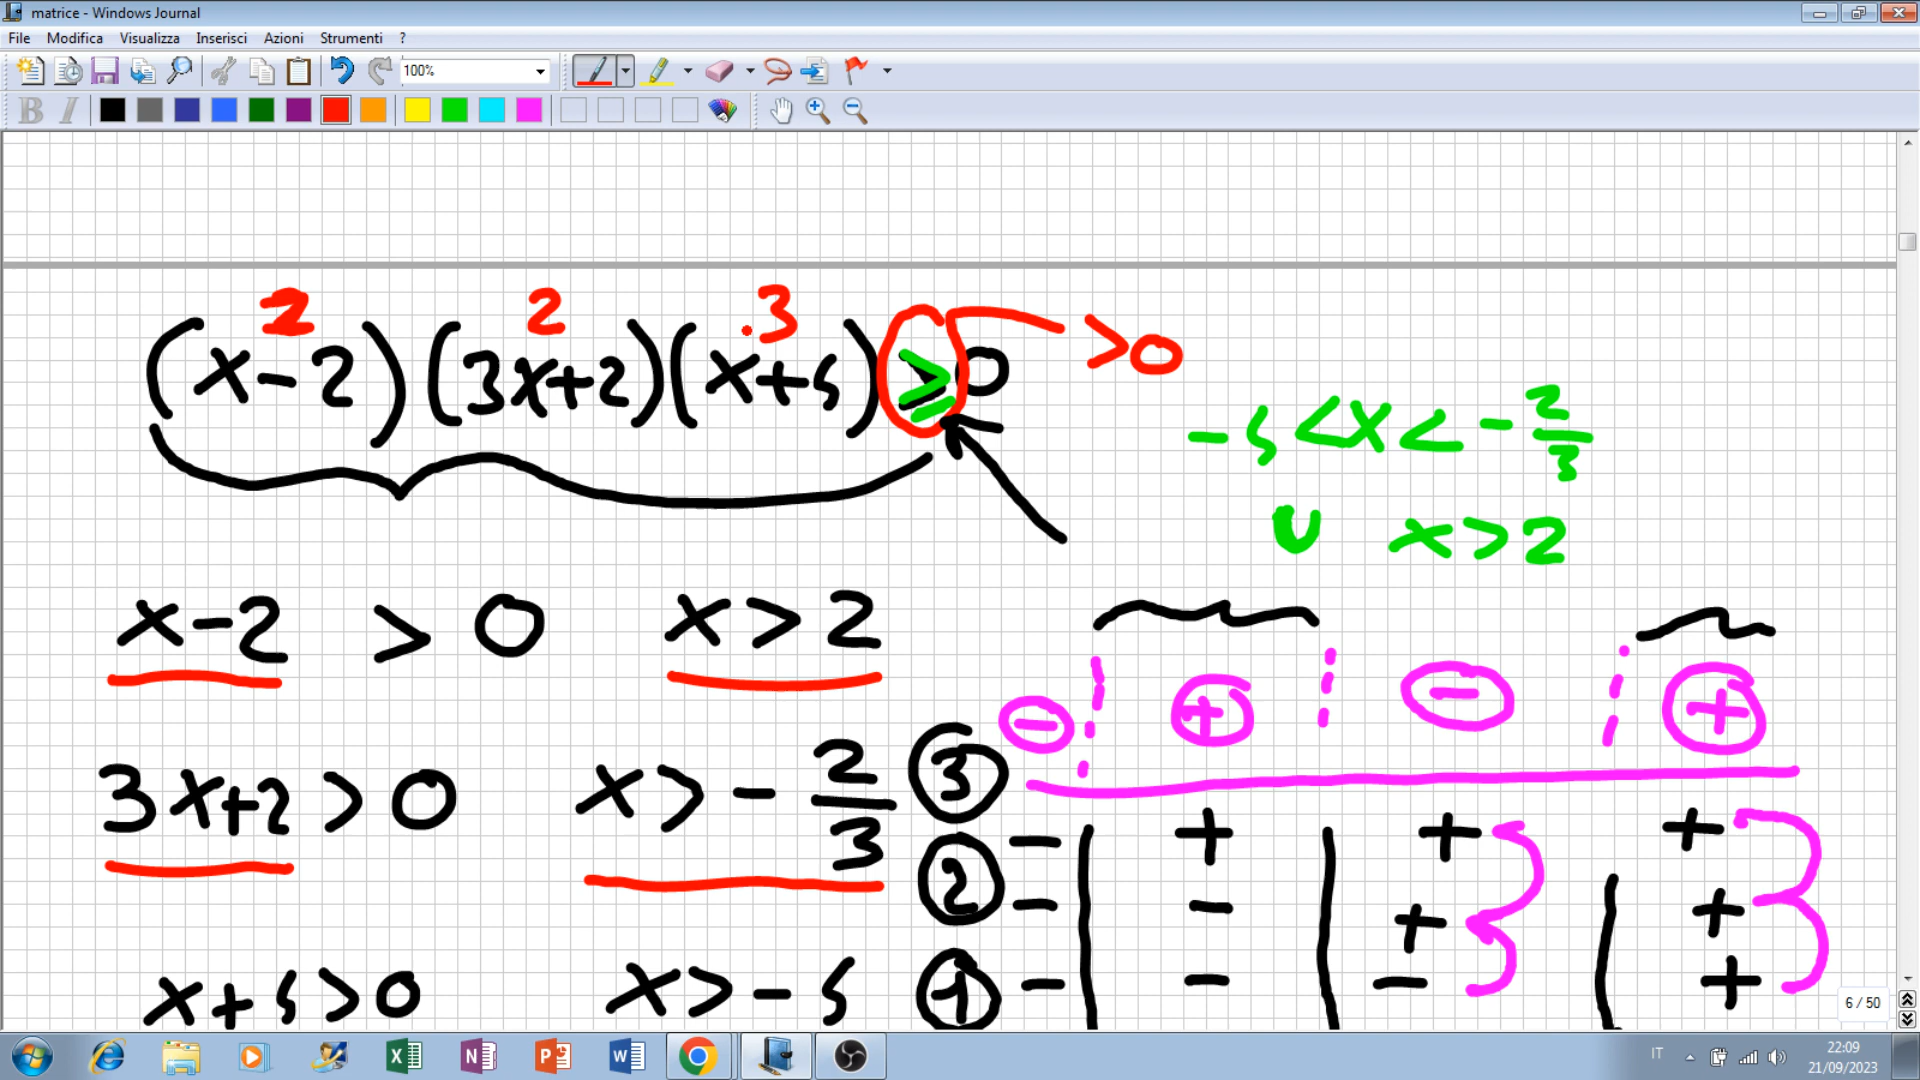 matrice - Windows Journal
File Modifica Visualizza Inserisci Azioni Strumenti ?
100%
B I
2 2 3
(x-2)(3x+2)(x+5) ≥ 0 >0
-5 < x < -2/3
U x>2
x-2 > 0 x>2
- + - +
3x+2>0 x> -2/3 3 - + + +
2 - - + +
x+5>0 x>-5 1 - - - +
6 / 50
IT 22:09
21/09/2023